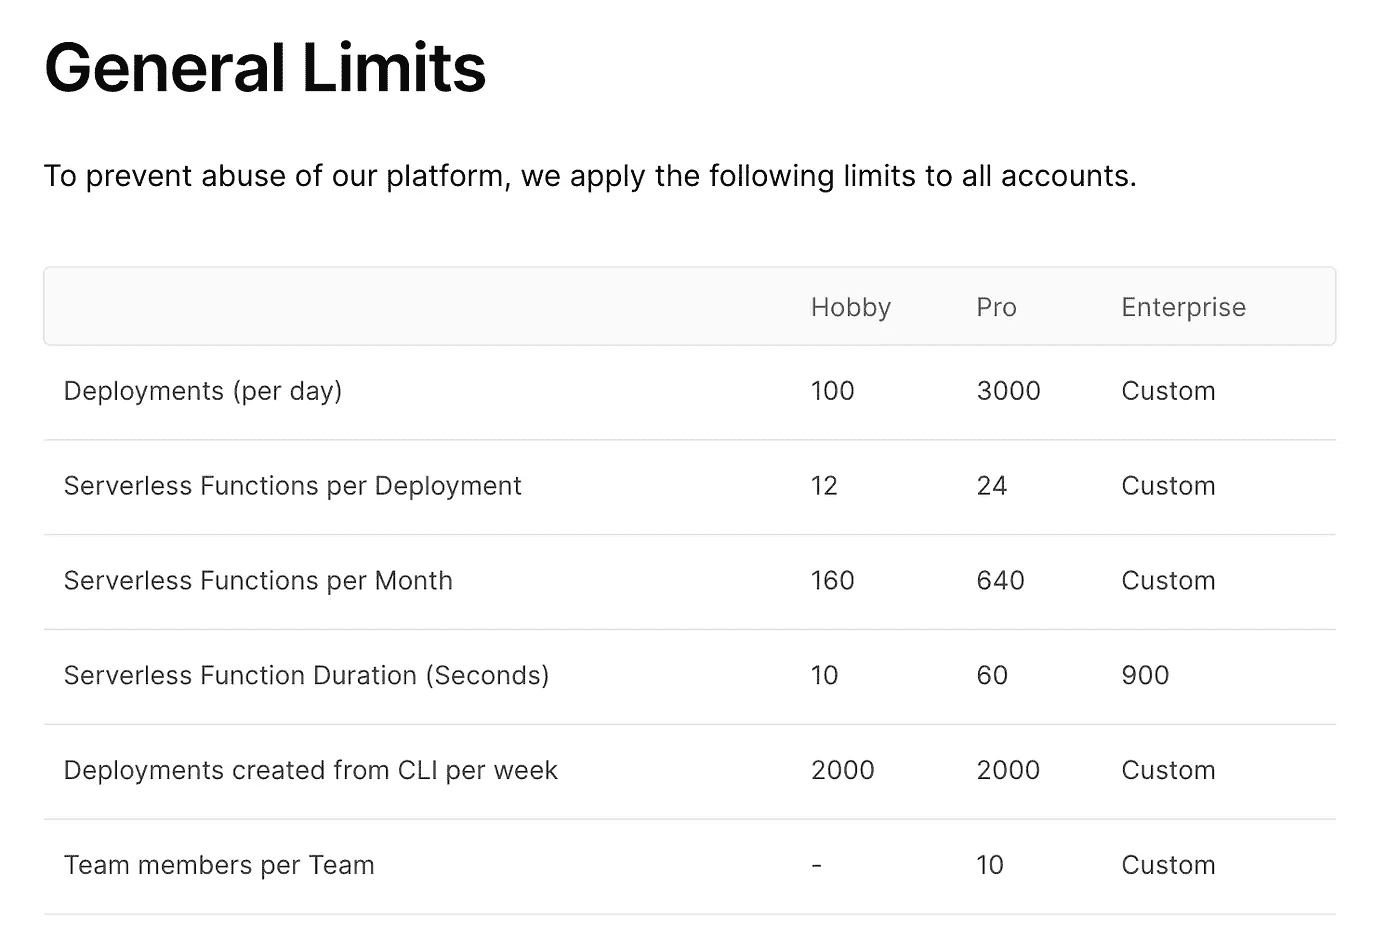 General Limits
To prevent abuse of our platform, we apply the following limits to all accounts.
Hobby Pro Enterprise
Deployments (per day) 100 3000 Custom
Serverless Functions per Deployment 12 24 Custom
Serverless Functions per Month 160 640 Custom
Serverless Function Duration (Seconds) 10 60 900
Deployments created from CLI per week 2000 2000 Custom
Team members per Team - 10 Custom